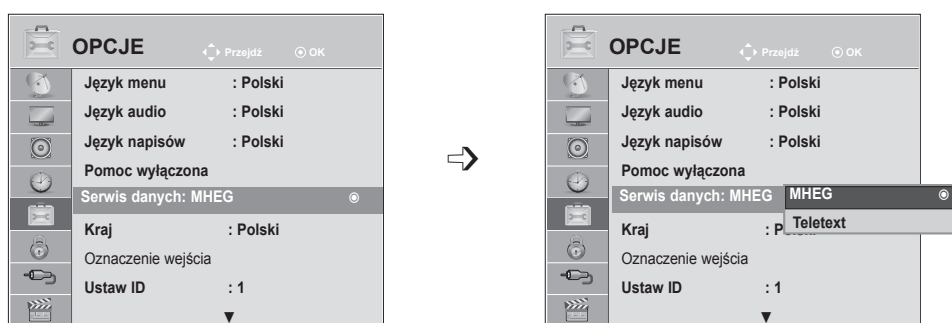 OPCJE Przejdź OK
Język menu : Polski
Język audio : Polski
Język napisów : Polski
Pomoc wyłączona
Serwis danych: MHEG
Kraj : Polski
Oznaczenie wejścia
Ustaw ID : 1
OPCJE Przejdź OK
Język menu : Polski
Język audio : Polski
Język napisów : Polski
Pomoc wyłączona
Serwis danych: MHEG MHEG
Kraj : P Teletext
Oznaczenie wejścia
Ustaw ID : 1